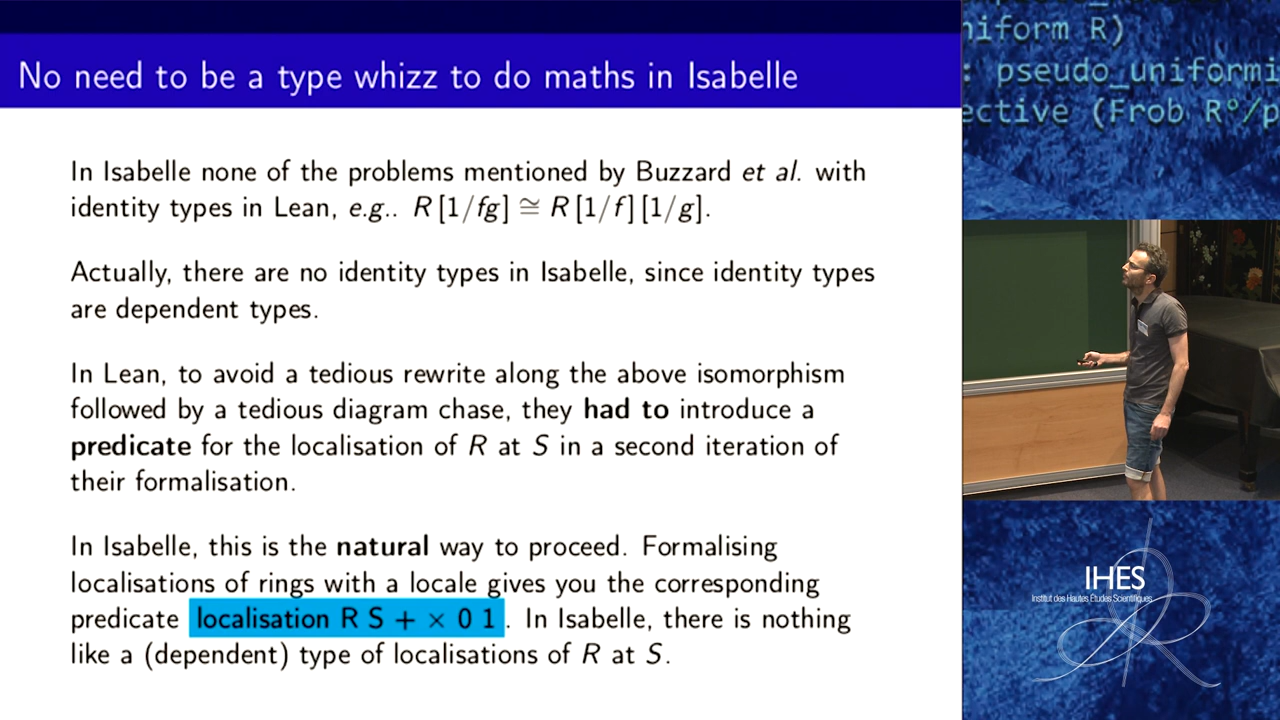 No need to be a type whizz to do maths in Isabelle
In Isabelle none of the problems mentioned by Buzzard et al. with
identity types in Lean, e.g.. R[1/fg] ≅ R[1/f][1/g].
Actually, there are no identity types in Isabelle, since identity types
are dependent types.
In Lean, to avoid a tedious rewrite along the above isomorphism
followed by a tedious diagram chase, they had to introduce a
predicate for the localisation of R at S in a second iteration of
their formalisation.
In Isabelle, this is the natural way to proceed. Formalising
localisations of rings with a locale gives you the corresponding
predicate localisation R S + × 0 1 . In Isabelle, there is nothing
like a (dependent) type of localisations of R at S.
niform R)
: pseudo_uniformi
ective (Frob R°/p
IHES
Institut des Hautes Études Scientifiques